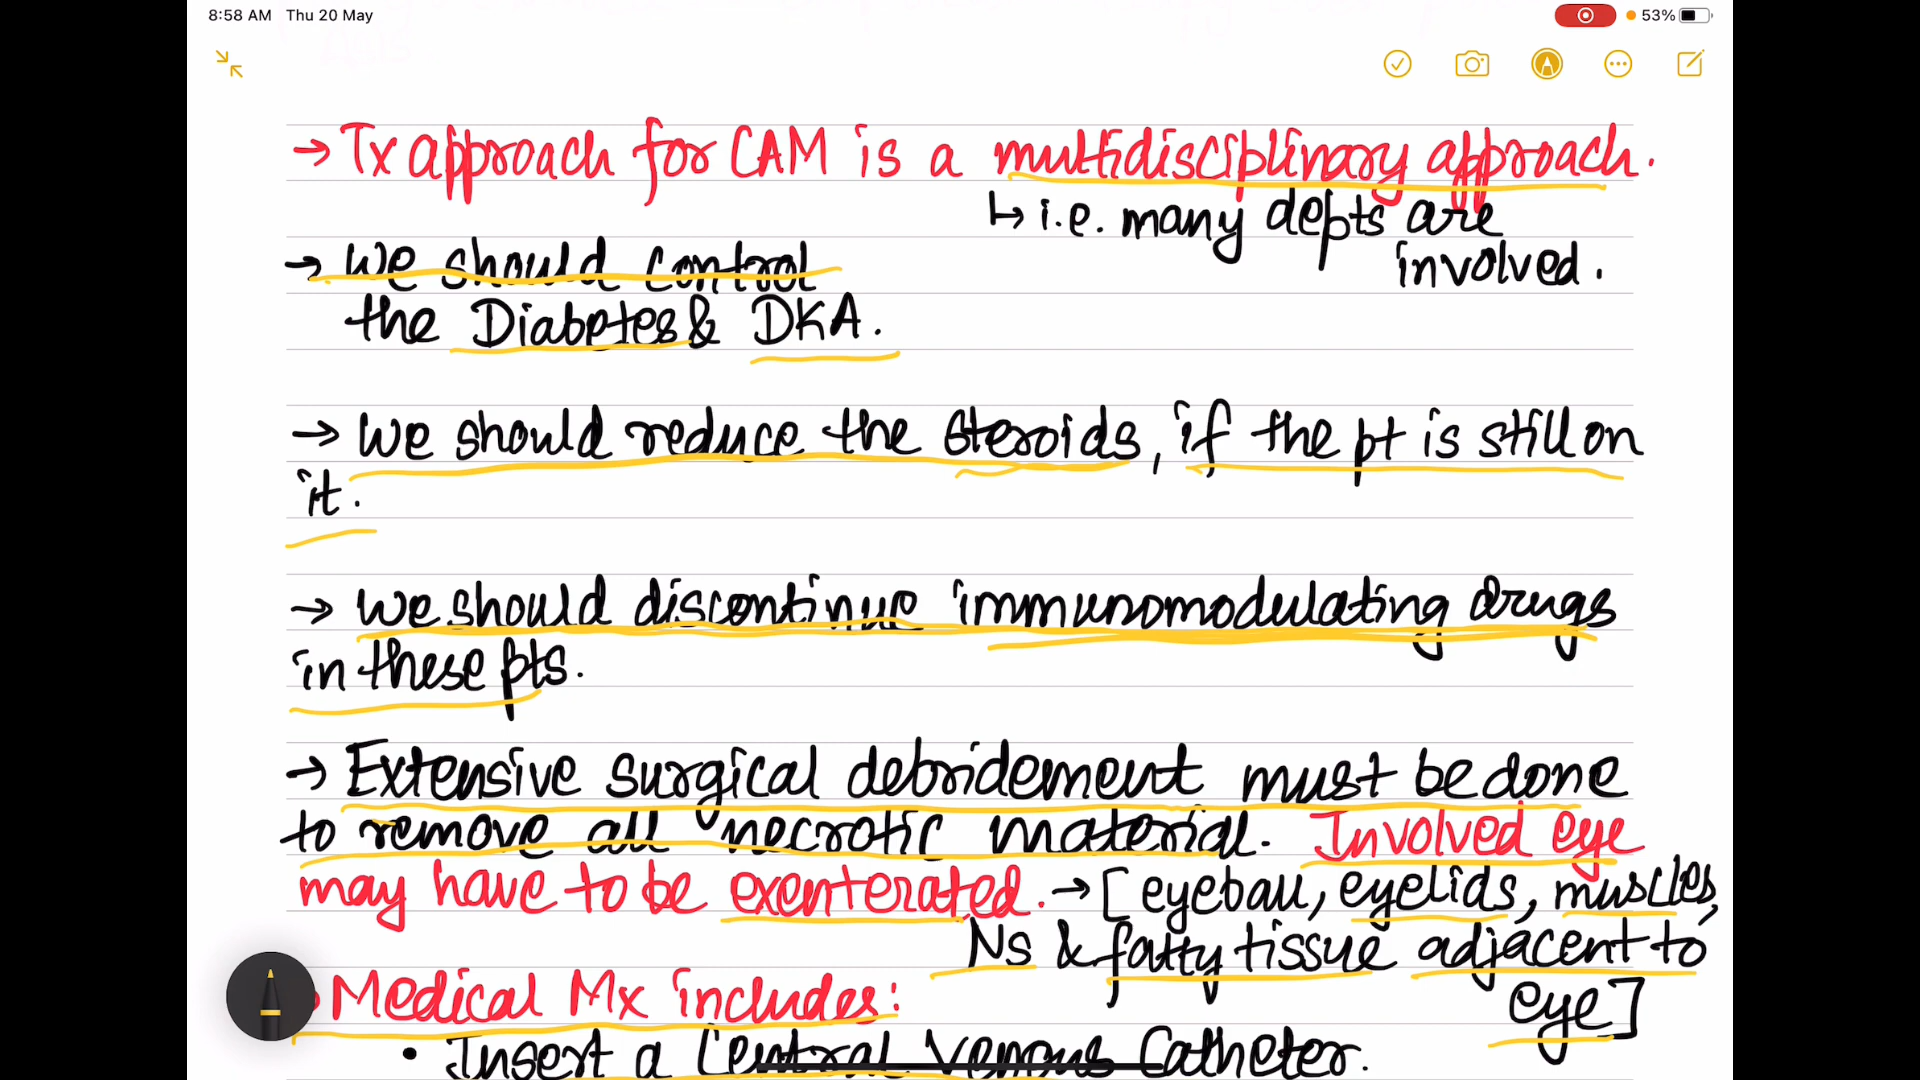 8:58 AM Thu 20 May
53%
→ Tx approach for CAM is a multidisciplinary approach.
↳ i.e. many depts are
involved.
→ We should control
the Diabetes & DKA.
→ We should reduce the steroids, if the pt is still on
it.
→ We should discontinue immunomodulating drugs
in these pts.
→ Extensive surgical debridement must be done
to remove all necrotic material. Involved eye
may have to be exenterated. → [eyeball, eyelids, muscles,
Ns & fatty tissue adjacent to
eye]
Medical Mx includes:
• Insert a Central Venous Catheter.